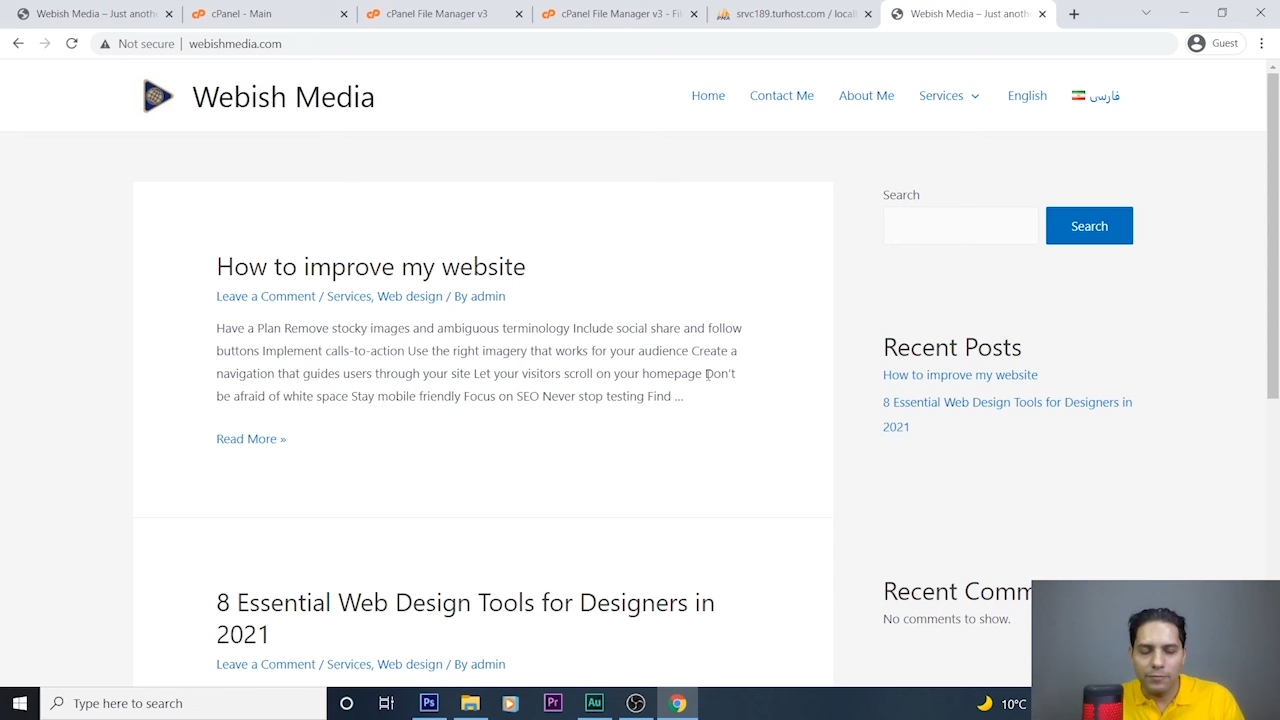 Webish Media – Just anoth
cPanel - Main
cPanel File Manager v3
cPanel File Manager v3 - Fil
srvc189.turhost.com / locall
Webish Media – Just anoth
Not secure
webishmedia.com
Guest
Webish Media
Home
Contact Me
About Me
Services
English
فارسی
How to improve my website
Leave a Comment / Services, Web design / By admin
Have a Plan Remove stocky images and ambiguous terminology Include social share and follow
buttons Implement calls-to-action Use the right imagery that works for your audience Create a
navigation that guides users through your site Let your visitors scroll on your homepage Don't
be afraid of white space Stay mobile friendly Focus on SEO Never stop testing Find ...
Read More »
8 Essential Web Design Tools for Designers in
2021
Leave a Comment / Services, Web design / By admin
Search
Search
Recent Posts
How to improve my website
8 Essential Web Design Tools for Designers in
2021
Recent Comm
No comments to show.
Type here to search
Ps
Pr
Au
10°C